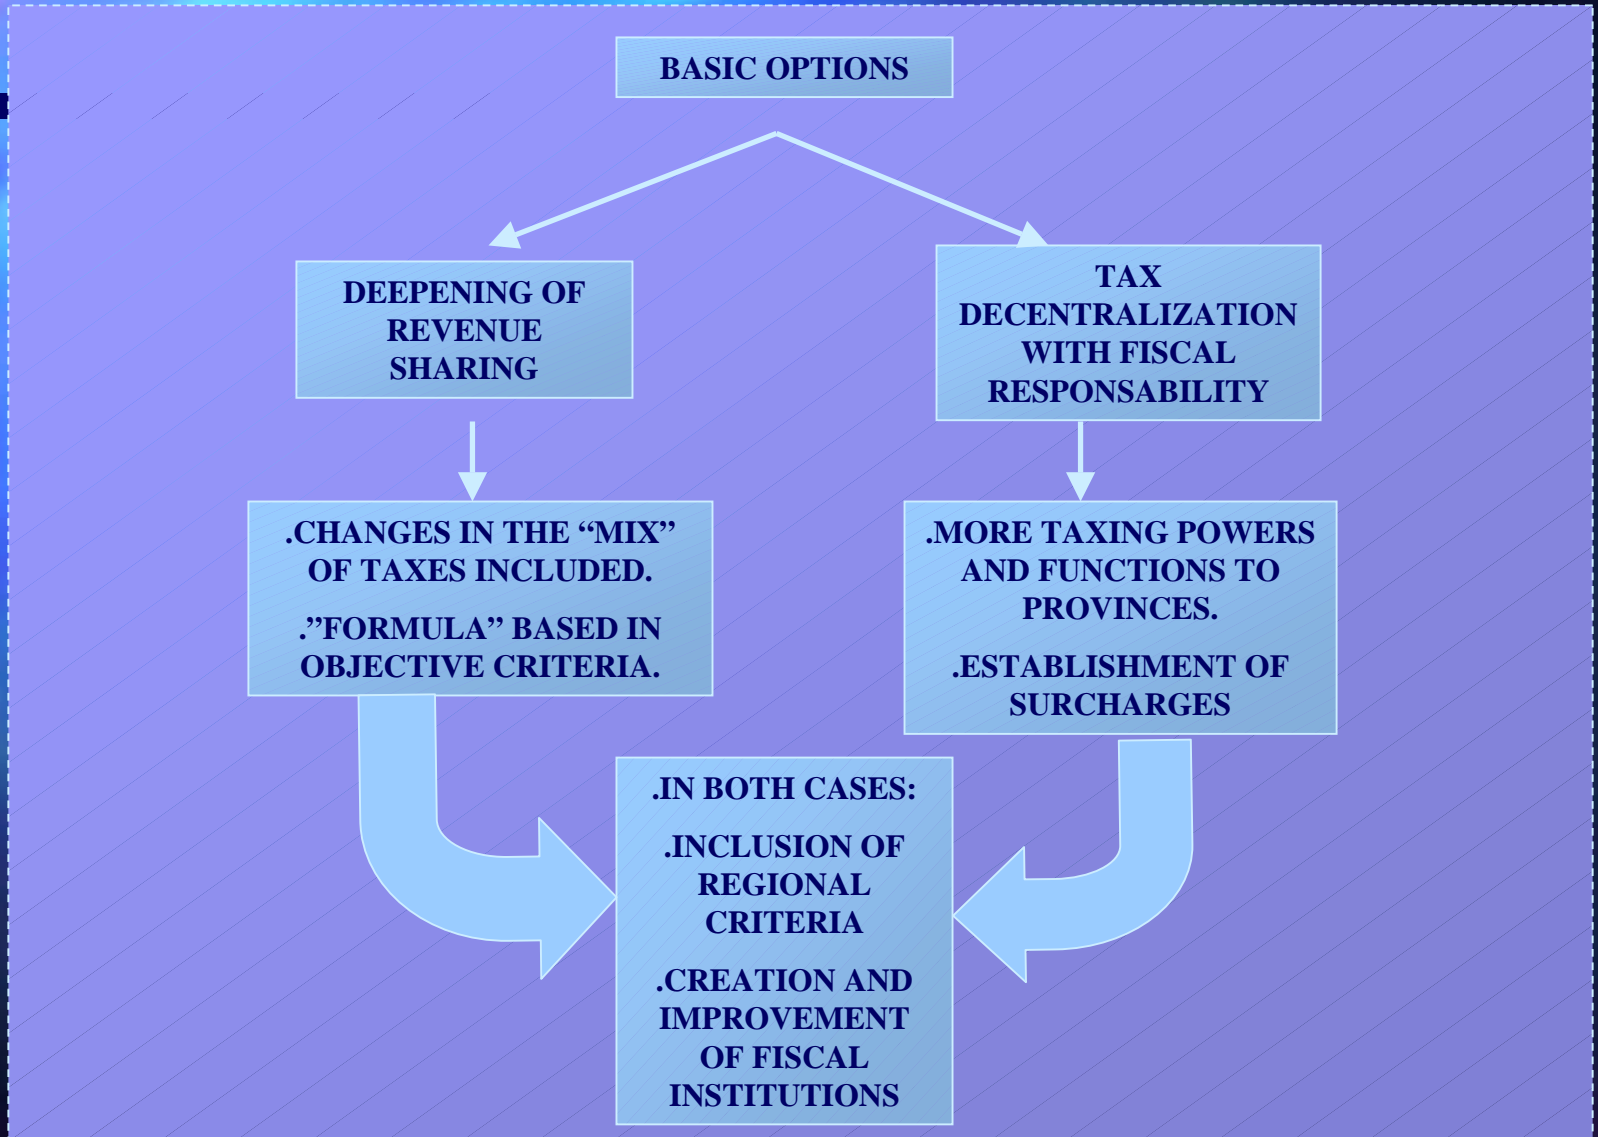 BASIC OPTIONS
DEEPENING OF
REVENUE
SHARING
TAX
DECENTRALIZATION
WITH FISCAL
RESPONSABILITY
.CHANGES IN THE “MIX”
OF TAXES INCLUDED.
.”FORMULA” BASED IN
OBJECTIVE CRITERIA.
.MORE TAXING POWERS
AND FUNCTIONS TO
PROVINCES.
.ESTABLISHMENT OF
SURCHARGES
.IN BOTH CASES:
.INCLUSION OF
REGIONAL
CRITERIA
.CREATION AND
IMPROVEMENT
OF FISCAL
INSTITUTIONS